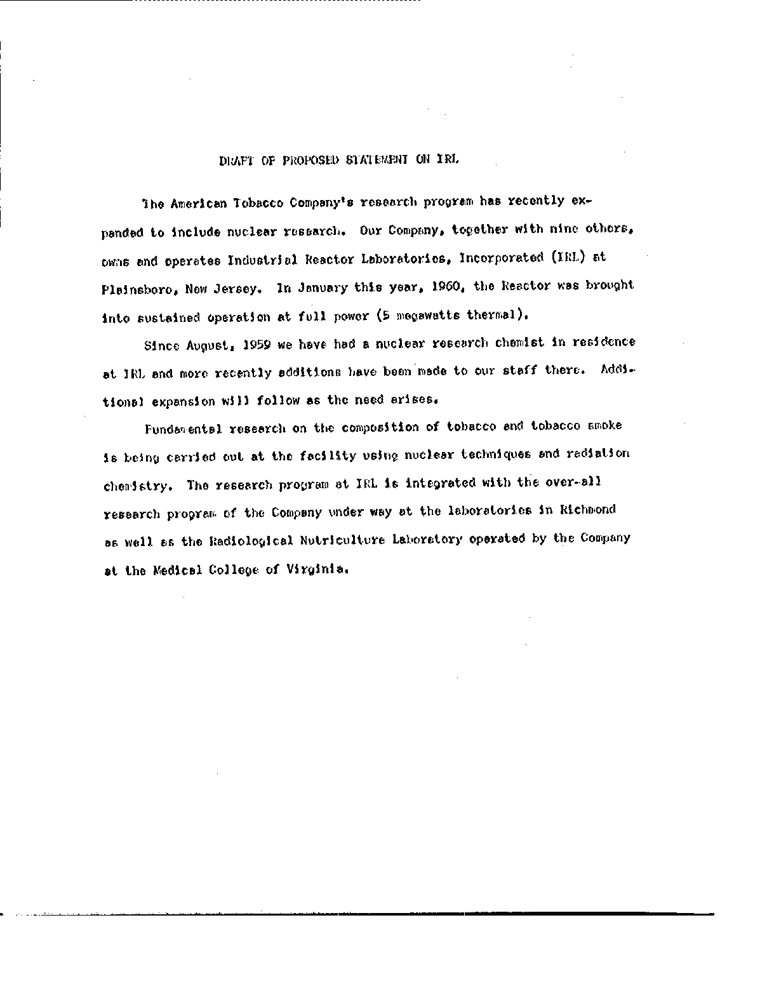 DRAFT OF PROPOSED STATEMENT ON IRL
The American Tobacco Company's research program has recently ex-
panded to include nuclear research. Our Company, together with nine others,
owns and operates Industrial Reactor Laboratories, Incorporated (IRL) at
Plainsboro, New Jersey. In January this year, 1960, the Reactor was brought
into sustained operation at full power (5 megawatts thermal).
Since August, 1959 we have had a nuclear research chemist in residence
at IRL and more recently additions have been made to our staff there. Addi-
tional expansion will follow as the need arises.
Fundamental research on the composition of tobacco and tobacco smoke
is being carried out at the facility using nuclear techniques and radiation
chemistry. The research program at IRL is integrated with the over-all
research program of the Company under way at the laboratories in Richmond
as well as the Radiological Nutriculture Laboratory operated by the Company
at the Medical College of Virginia.